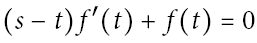 (s − t)f′(t) + f(t) = 0